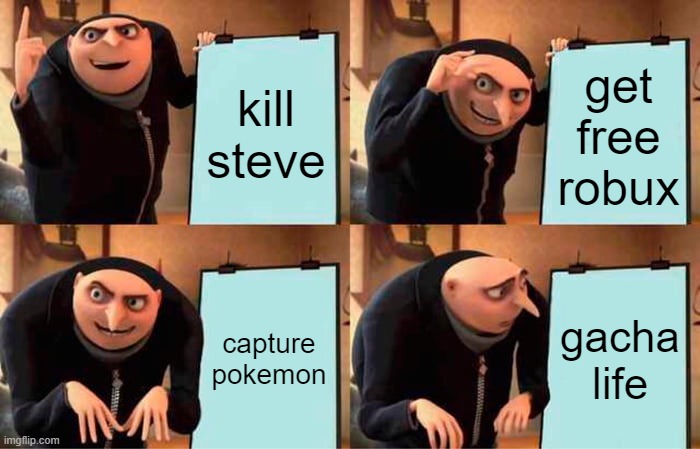 kill
steve
get
free
robux
capture
pokemon
gacha
life
imgflip.com